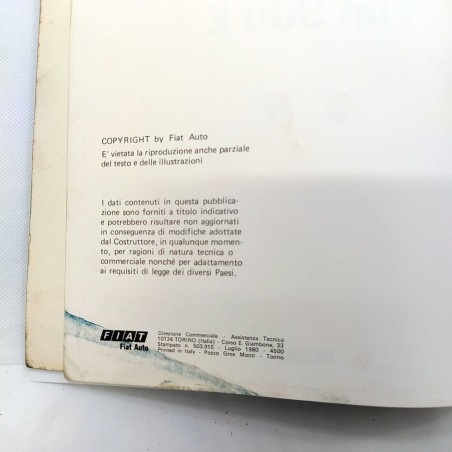 COPYRIGHT by Fiat Auto
E' vietata la riproduzione anche parziale
del testo e delle illustrazioni
I dati contenuti in questa pubblica-
zione sono forniti a titolo indicativo
e potrebbero risultare non aggiornati
in conseguenza di modifiche adottate
dal Costruttore, in qualunque momen-
to, per ragioni di natura tecnica o
commerciale nonché per adattamento
ai requisiti di legge dei diversi Paesi.
FIAT
Fiat Auto
Direzione Commerciale - Assistenza Tecnica
10134 TORINO (Italia) - Corso E. Giambone, 33
Stampato n. 503.815 - Luglio 1980 - 4500
Printed in Italy - Pozzo Gros Monti - Torino